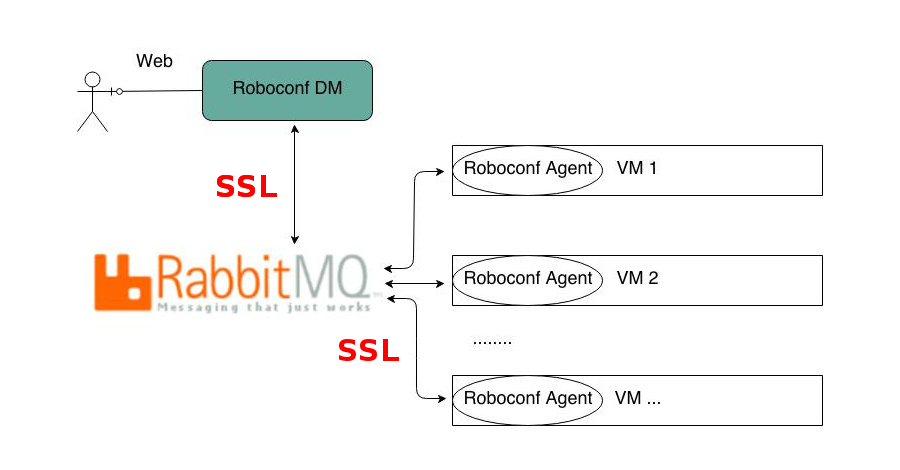 Web
Roboconf DM
SSL
Roboconf Agent VM 1
RabbitMQ
Messaging that just works
Roboconf Agent VM 2
........
SSL
Roboconf Agent VM ...